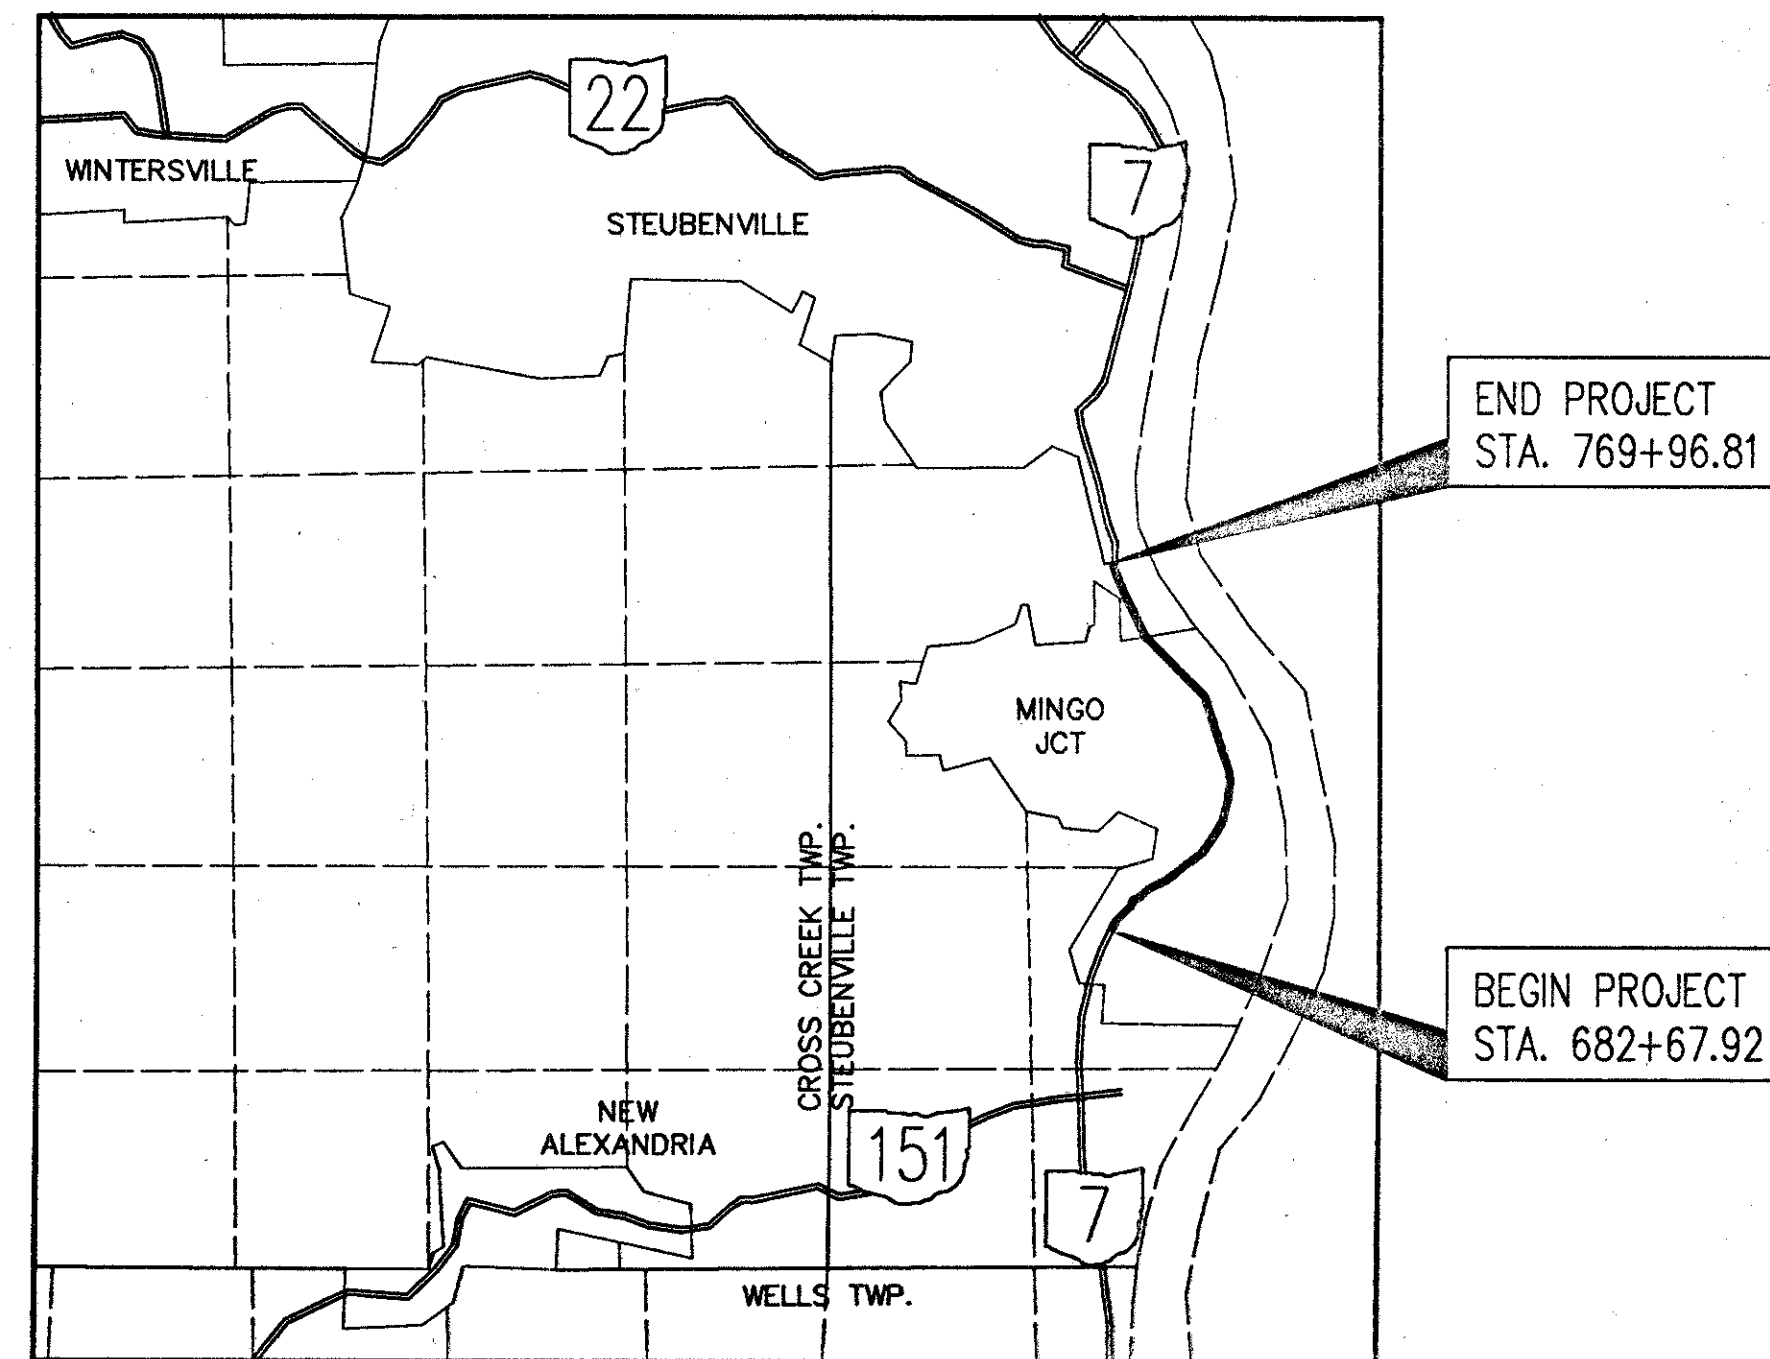 22
7
WINTERSVILLE
STEUBENVILLE
END PROJECT
STA. 769+96.81
MINGO
JCT
CROSS CREEK TWP.
STEUBENVILLE TWP.
BEGIN PROJECT
STA. 682+67.92
NEW
ALEXANDRIA
151
7
WELLS TWP.